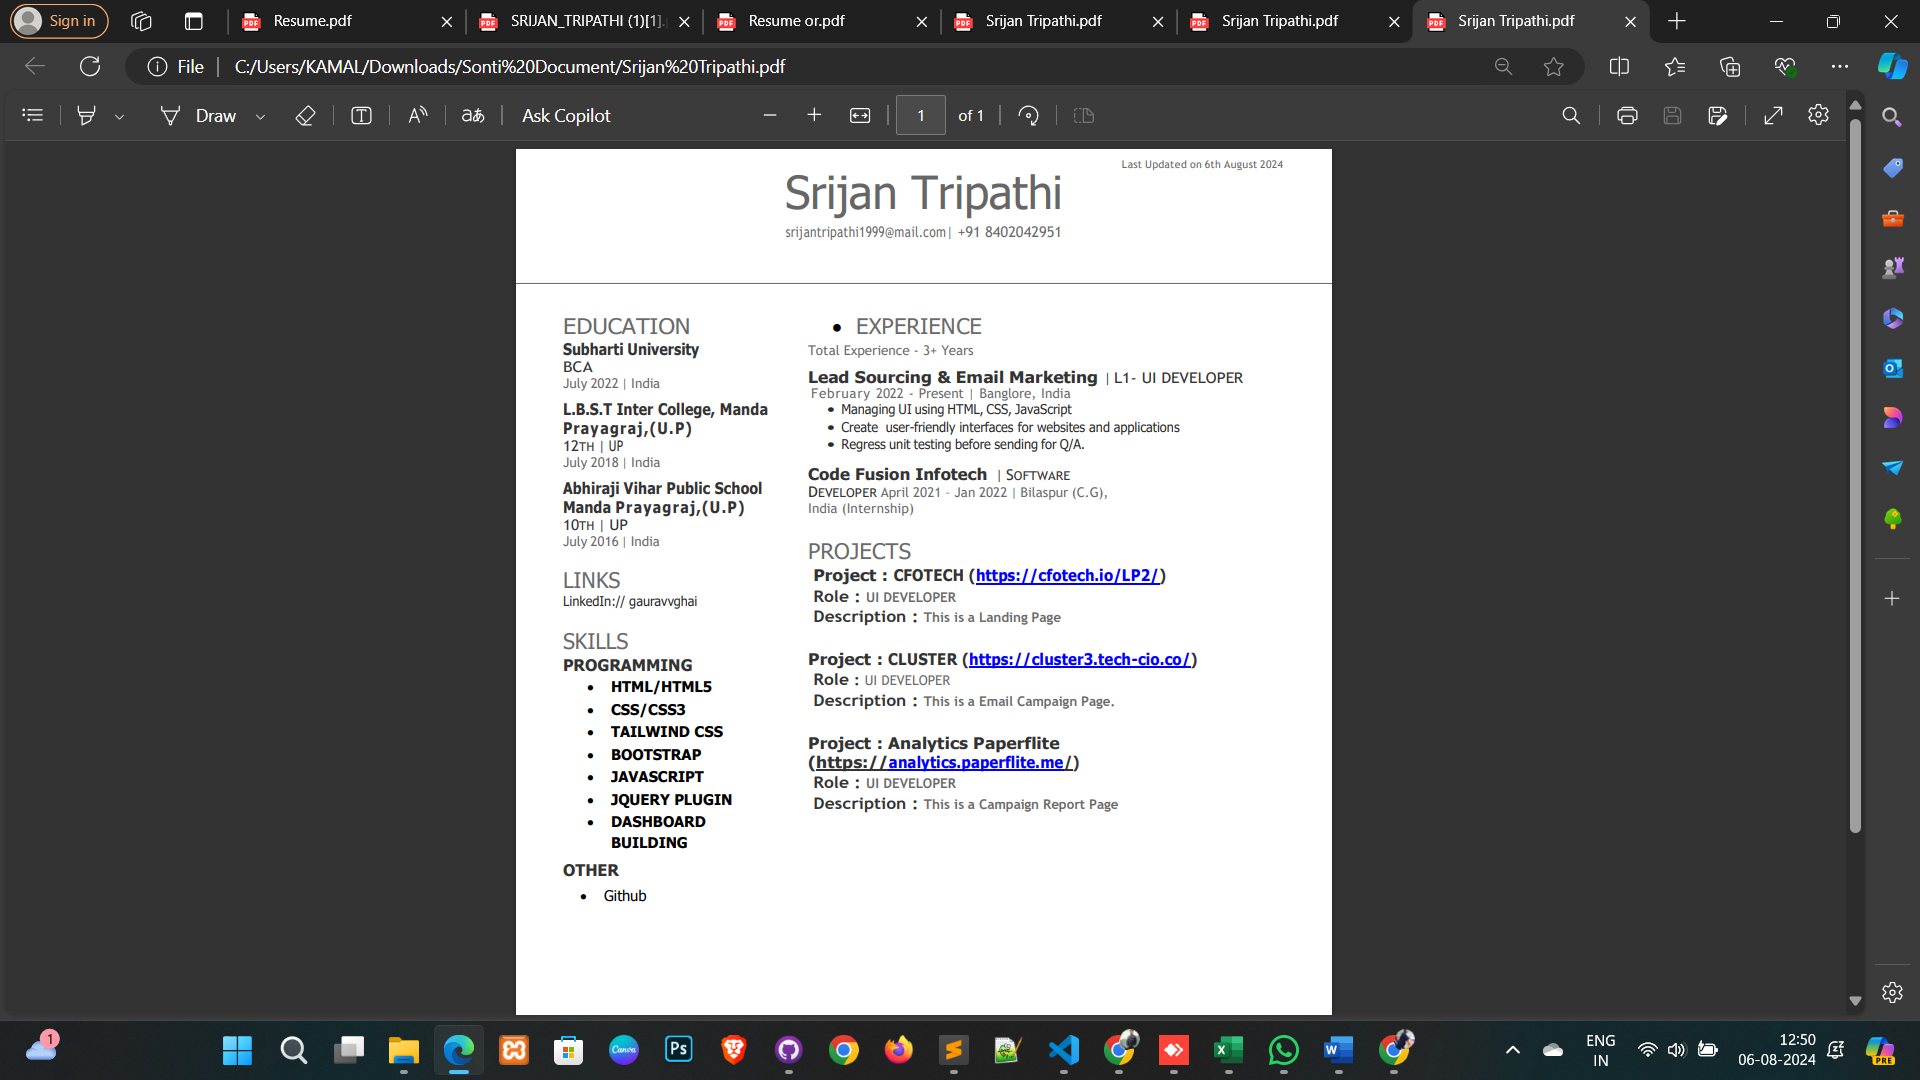 Sign in
Resume.pdf
SRIJAN_TRIPATHI (1)[1].
Resume or.pdf
Srijan Tripathi.pdf
Srijan Tripathi.pdf
Srijan Tripathi.pdf
File
C:/Users/KAMAL/Downloads/Sonti%20Document/Srijan%20Tripathi.pdf
Draw
Ask Copilot
1
of 1
Last Updated on 6th August 2024
Srijan Tripathi
srijantripathi1999@mail.com| +91 8402042951
EDUCATION
Subharti University
BCA
July 2022 | India
L.B.S.T Inter College, Manda
Prayagraj,(U.P)
12TH | UP
July 2018 | India
Abhiraji Vihar Public School
Manda Prayagraj,(U.P)
10TH | UP
July 2016 | India
LINKS
LinkedIn:// gauravvghai
SKILLS
PROGRAMMING
• HTML/HTML5
• CSS/CSS3
• TAILWIND CSS
• BOOTSTRAP
• JAVASCRIPT
• JQUERY PLUGIN
• DASHBOARD
BUILDING
OTHER
• Github
• EXPERIENCE
Total Experience - 3+ Years
Lead Sourcing & Email Marketing | L1- UI DEVELOPER
February 2022 - Present | Banglore, India
• Managing UI using HTML, CSS, JavaScript
• Create user-friendly interfaces for websites and applications
• Regress unit testing before sending for Q/A.
Code Fusion Infotech | SOFTWARE
DEVELOPER April 2021 - Jan 2022 | Bilaspur (C.G),
India (Internship)
PROJECTS
Project : CFOTECH (https://cfotech.io/LP2/)
Role : UI DEVELOPER
Description : This is a Landing Page
Project : CLUSTER (https://cluster3.tech-cio.co/)
Role : UI DEVELOPER
Description : This is a Email Campaign Page.
Project : Analytics Paperflite
(https://analytics.paperflite.me/)
Role : UI DEVELOPER
Description : This is a Campaign Report Page
1
Canva
Ps
ENG
IN
12:50
06-08-2024
PRE